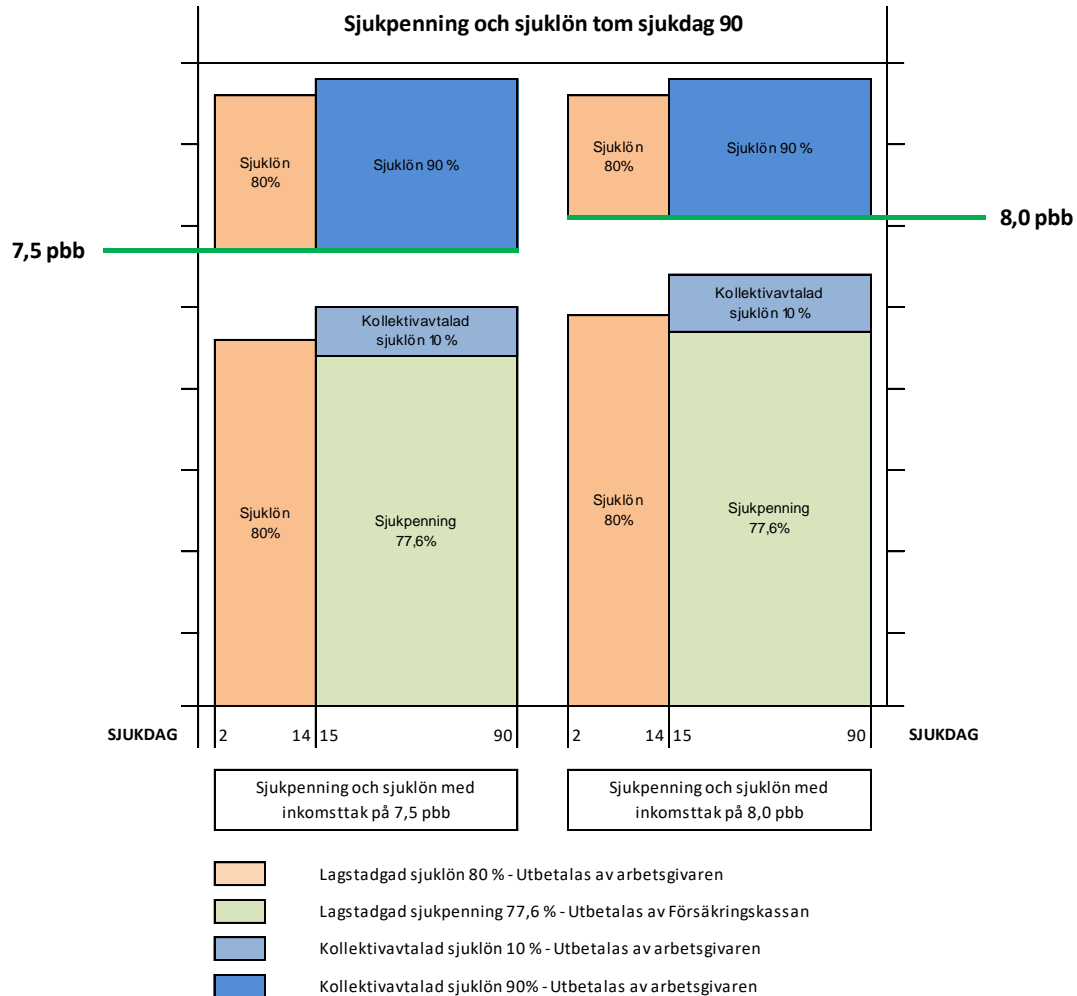 Sjukpenning och sjuklön tom sjukdag 90
Sjuklön
80%
Sjuklön 90 %
Sjuklön
80%
Sjuklön 90 %
7,5 pbb
8,0 pbb
Kollektivavtalad
sjuklön 10 %
Kollektivavtalad
sjuklön 10 %
Sjuklön
80%
Sjukpenning
77,6%
Sjuklön
80%
Sjukpenning
77,6%
SJUKDAG 2 14 15 90 2 14 15 90 SJUKDAG
Sjukpenning och sjuklön med
inkomsttak på 7,5 pbb
Sjukpenning och sjuklön med
inkomsttak på 8,0 pbb
Lagstadgad sjuklön 80 % - Utbetalas av arbetsgivaren
Lagstadgad sjukpenning 77,6 % - Utbetalas av Försäkringskassan
Kollektivavtalad sjuklön 10 % - Utbetalas av arbetsgivaren
Kollektivavtalad sjuklön 90% - Utbetalas av arbetsgivaren